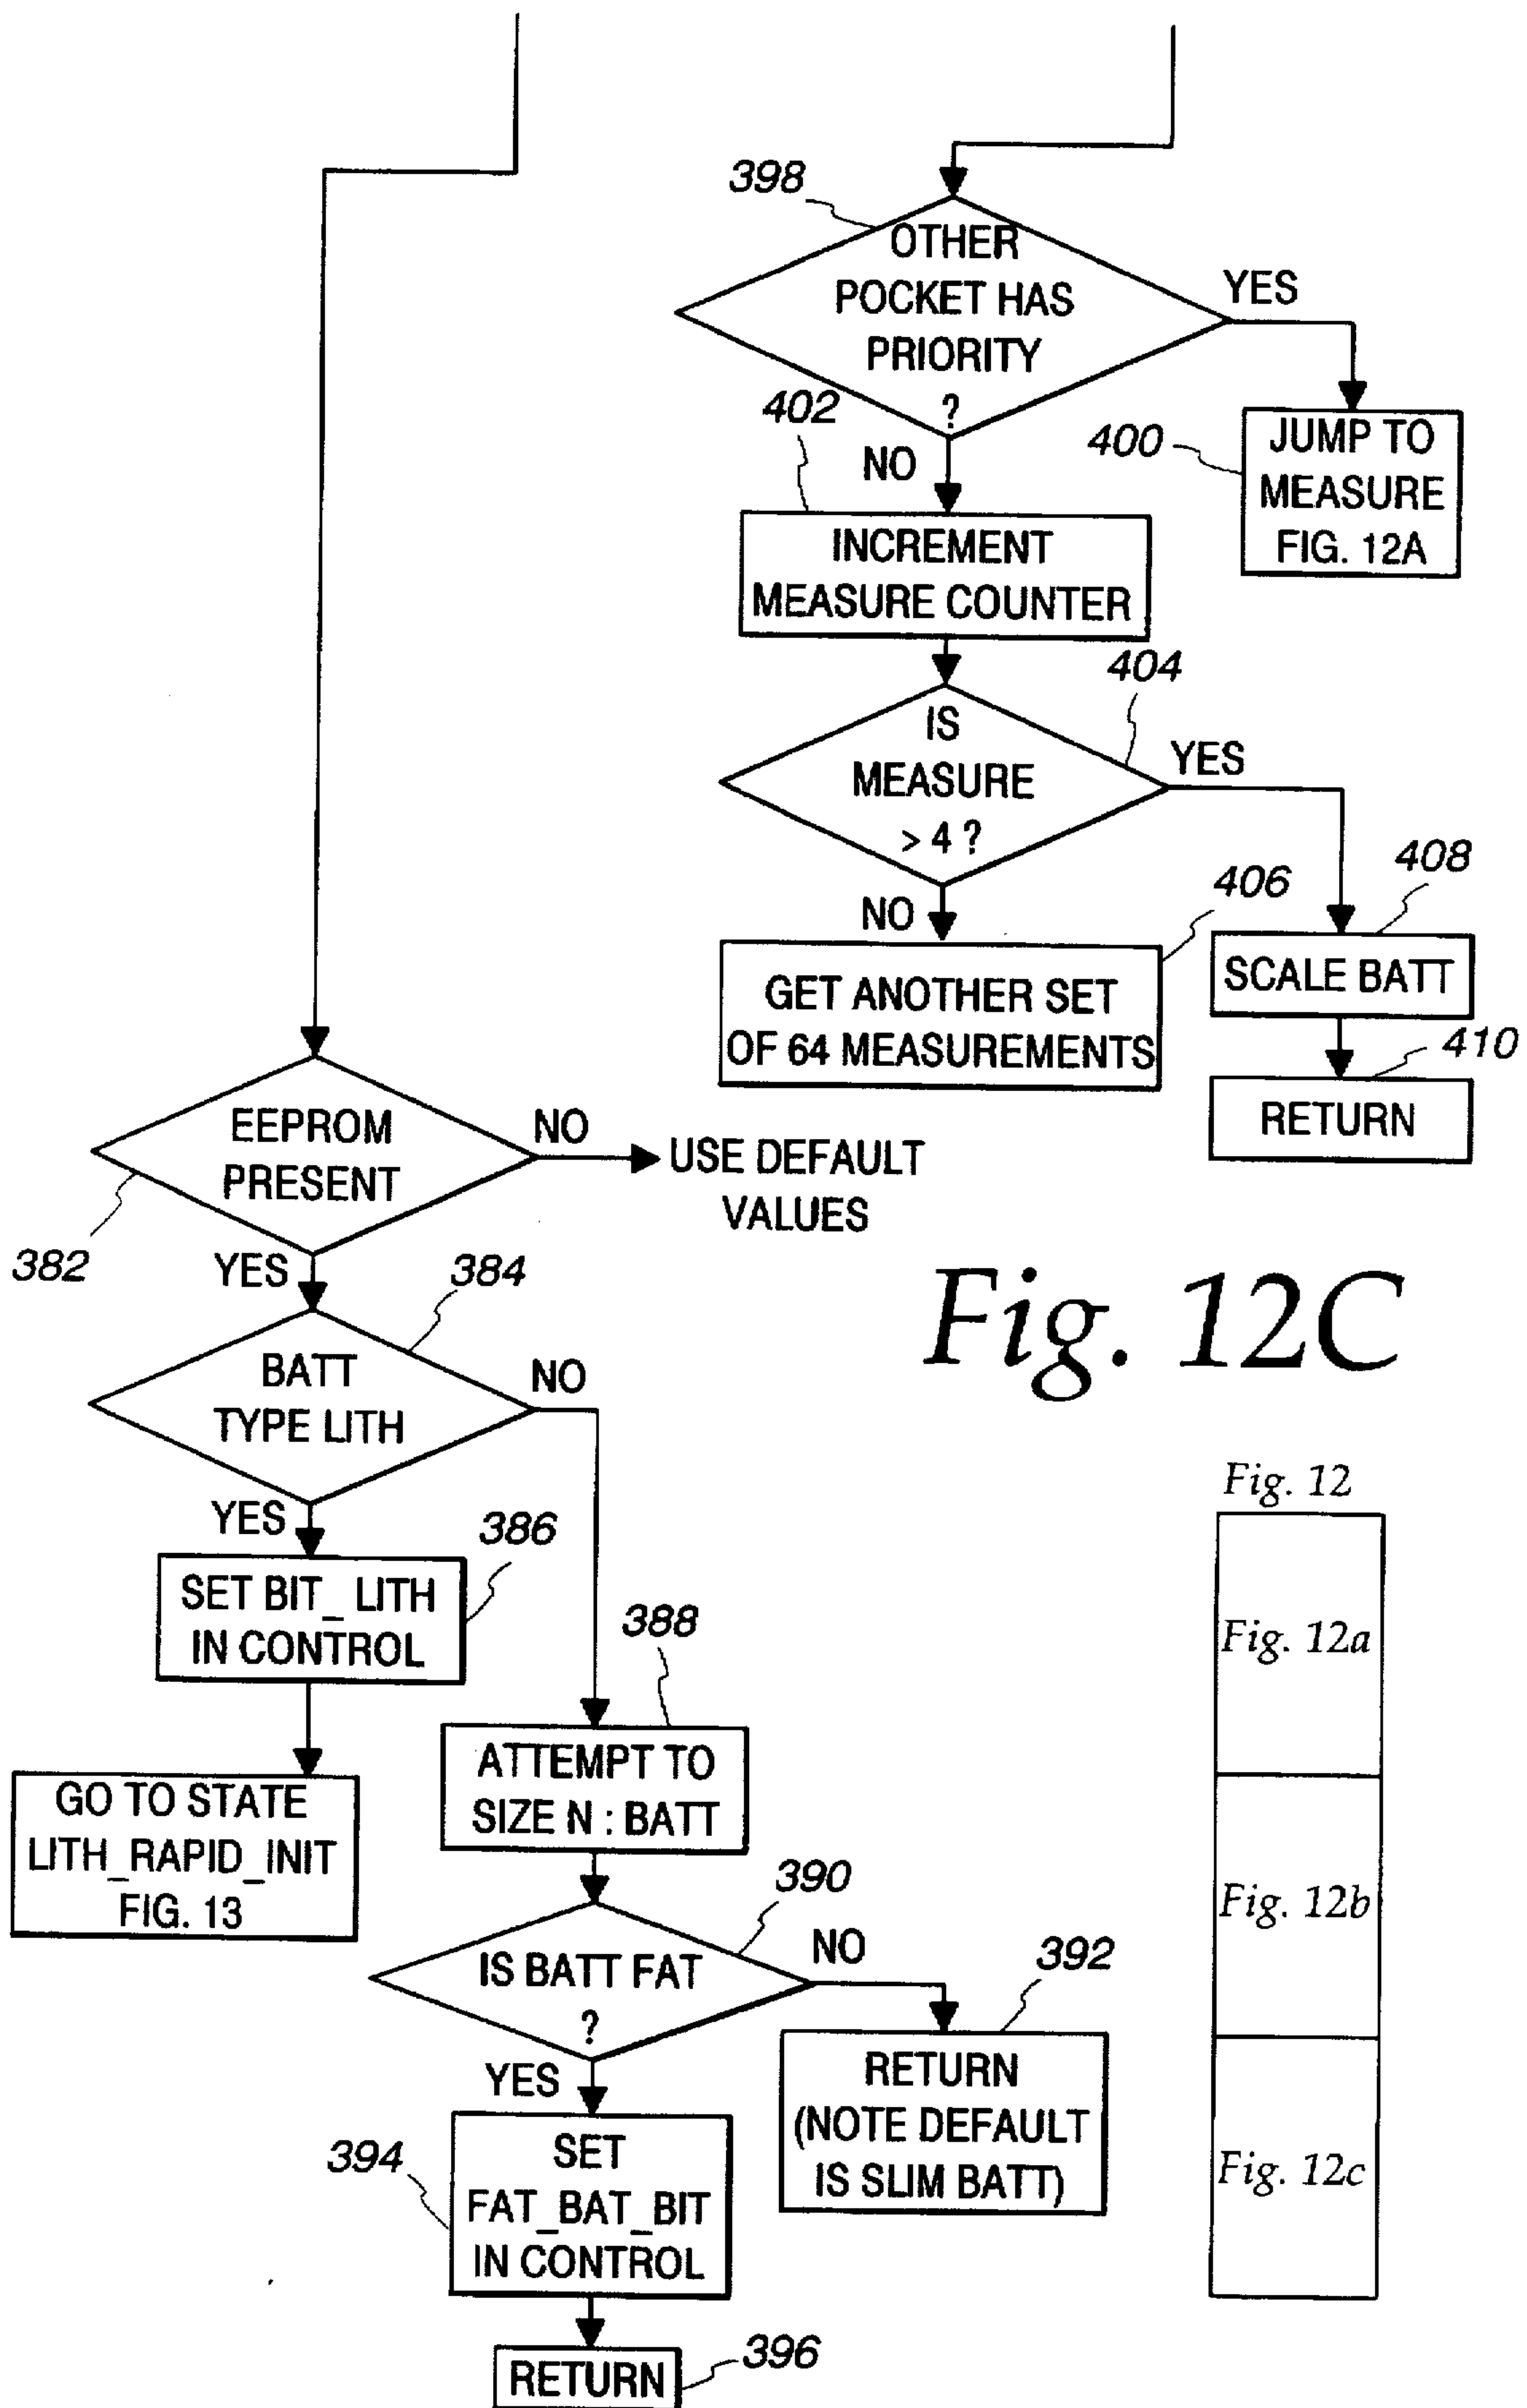 398
OTHER
POCKET HAS
PRIORITY
?
YES
NO
400
JUMP TO
MEASURE
FIG. 12A
402
INCREMENT
MEASURE COUNTER
404
IS
MEASURE
> 4 ?
YES
NO
406
GET ANOTHER SET
OF 64 MEASUREMENTS
408
SCALE BATT
410
RETURN
EEPROM
PRESENT
382
NO
USE DEFAULT
VALUES
YES
384
BATT
TYPE LITH
NO
YES
386
SET BIT_ LITH
IN CONTROL
GO TO STATE
LITH_RAPID_INIT
FIG. 13
388
ATTEMPT TO
SIZE N : BATT
390
IS BATT FAT
?
NO
392
RETURN
(NOTE DEFAULT
IS SLIM BATT)
YES
394
SET
FAT_BAT_BIT
IN CONTROL
RETURN
396
Fig. 12C
Fig. 12
Fig. 12a
Fig. 12b
Fig. 12c